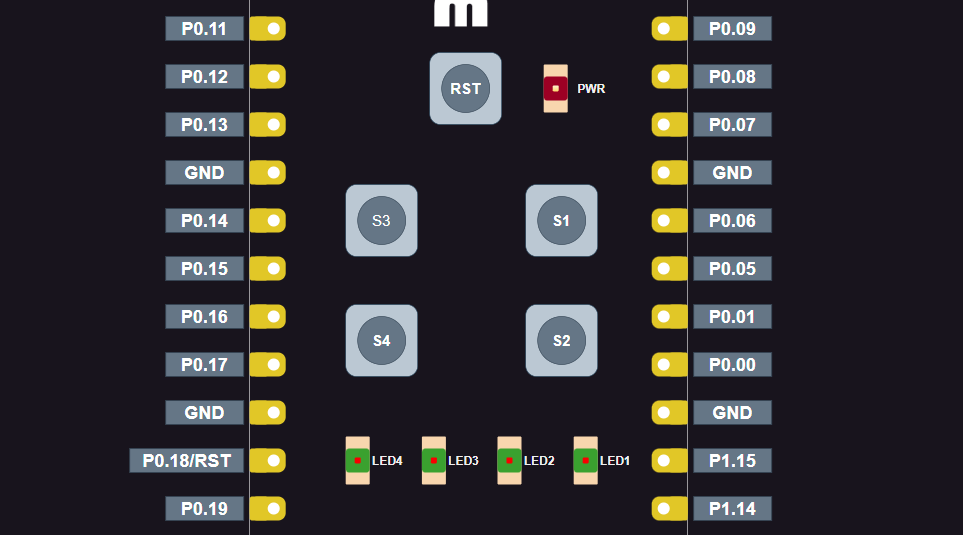 m
P0.11
P0.09
P0.12
RST
PWR
P0.08
P0.13
P0.07
GND
GND
P0.14
S3
S1
P0.06
P0.15
P0.05
P0.16
P0.01
S4
S2
P0.17
P0.00
GND
GND
P0.18/RST
LED4
LED3
LED2
LED1
P1.15
P0.19
P1.14